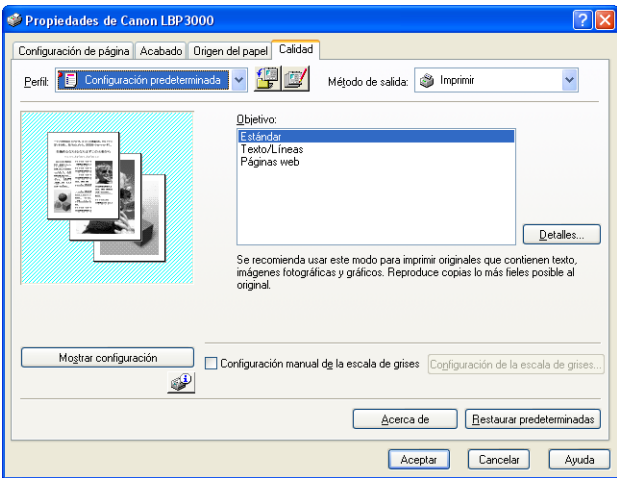 Propiedades de Canon LBP3000
Configuración de página Acabado Origen del papel Calidad
Perfil: Configuración predeterminada Método de salida: Imprimir
Objetivo:
Estándar
Texto/Líneas
Páginas web
Detalles...
Se recomienda usar este modo para imprimir originales que contienen texto,
imágenes fotográficas y gráficos. Reproduce copias lo más fieles posible al
original.
Mostrar configuración
Configuración manual de la escala de grises Configuración de la escala de grises...
Acerca de Restaurar predeterminadas
Aceptar Cancelar Ayuda